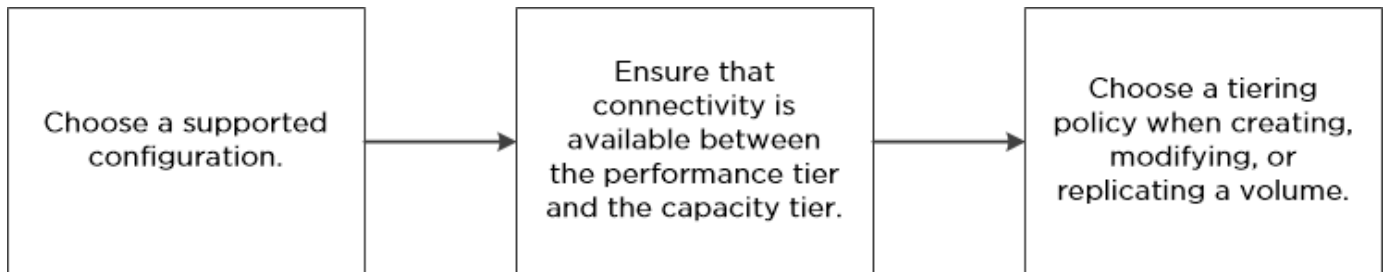 Choose a supported
configuration.
Ensure that
connectivity is
available between
the performance tier
and the capacity tier.
Choose a tiering
policy when creating,
modifying, or
replicating a volume.